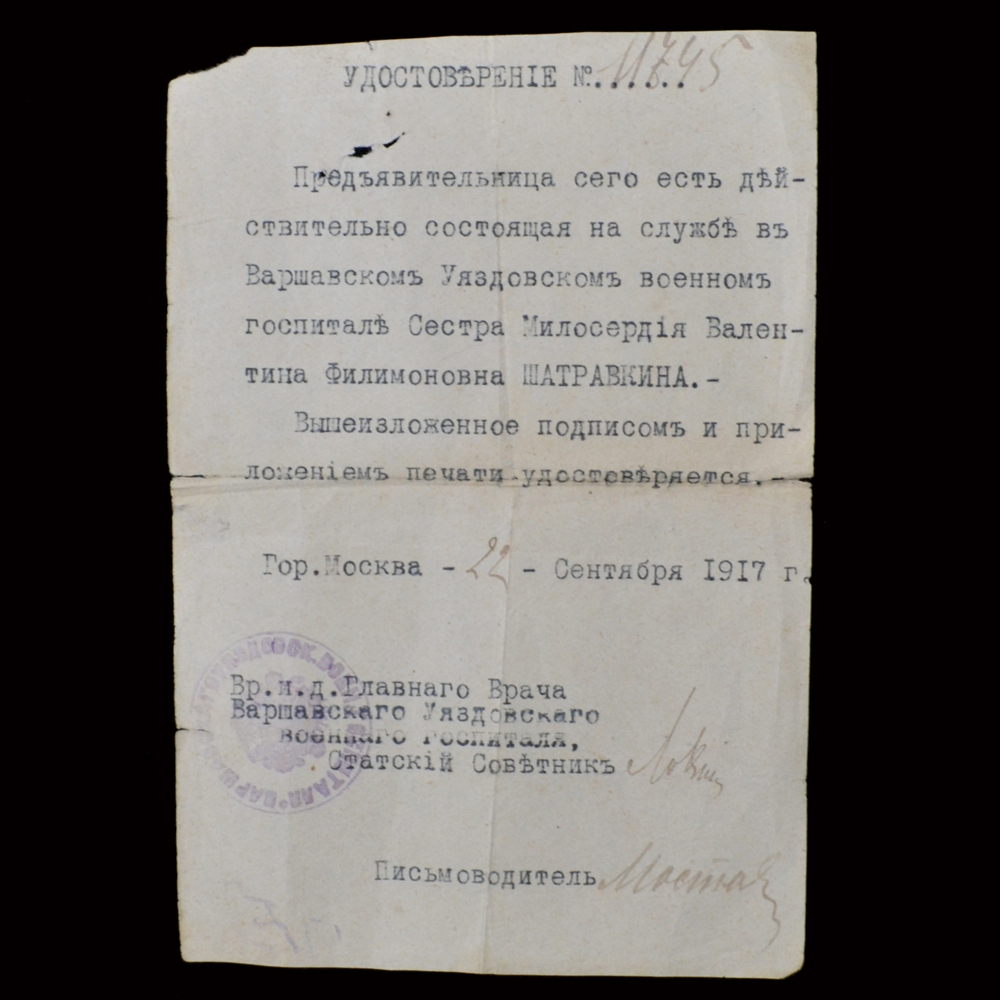 УДОСТОВѢРЕНІЕ №. 11745
Предъявительница сего есть дѣй-
ствительно состоящая на службѣ въ
Варшавскомъ Уяздовскомъ военномъ
госпиталѣ Сестра Милосердія Вален-
тина Филимоновна ШАТРАВКИНА.-
Вышеизложенное подписомъ и при-
ложеніемъ печати удостовѣряется.-
Гор.Москва - 22 - Сентября 1917 г.
Вр.и.д.Главнаго Врача
Варшавскаго Уяздовскаго
военнаго госпиталя,
Статскій Совѣтникъ
Письмоводитель